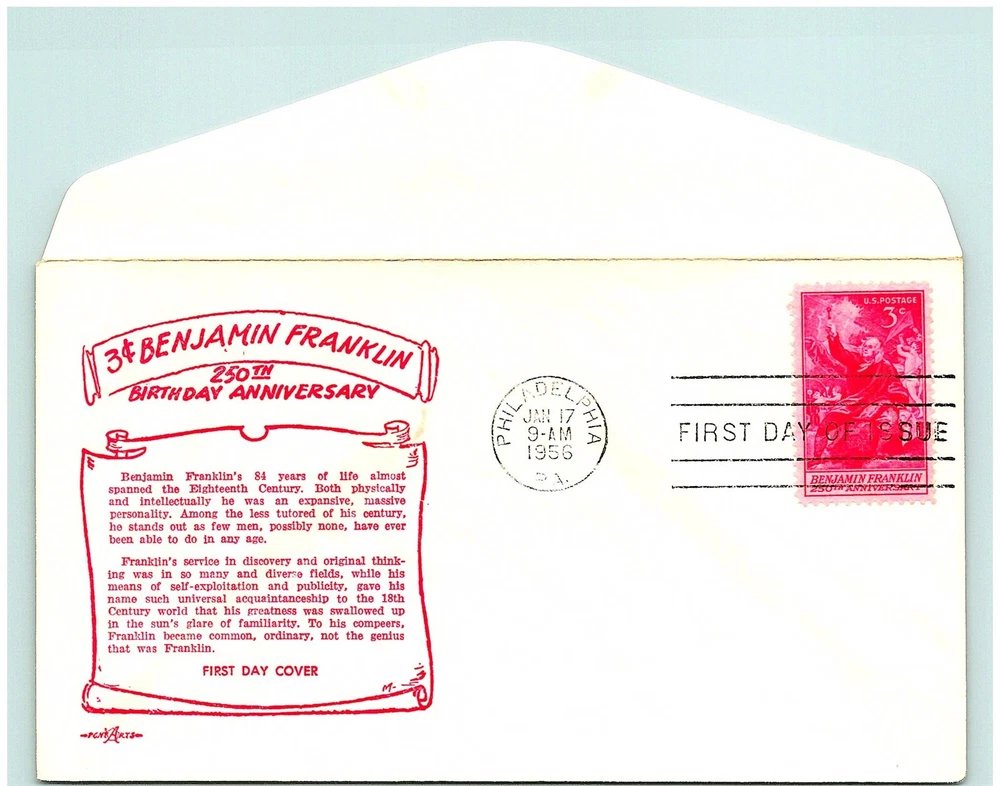 3¢ BENJAMIN FRANKLIN
250TH
BIRTHDAY ANNIVERSARY
Benjamin Franklin's 84 years of life almost
spanned the Eighteenth Century. Both physically
and intellectually he was an expansive, massive
personality. Among the less tutored of his century,
he stands out as few men, possibly none, have ever
been able to do in any age.
Franklin's service in discovery and original think-
ing was in so many and diverse fields, while his
means of self-exploitation and publicity, gave his
name such universal acquaintanceship to the 18th
Century world that his greatness was swallowed up
in the sun's glare of familiarity. To his compeers,
Franklin became common, ordinary, not the genius
that was Franklin.
FIRST DAY COVER
M-
PHILADELPHIA
JAN 17
9-AM
1956
PA.
U.S. POSTAGE
3¢
FIRST DAY OF ISSUE
BENJAMIN FRANKLIN
250TH ANNIVERSARY